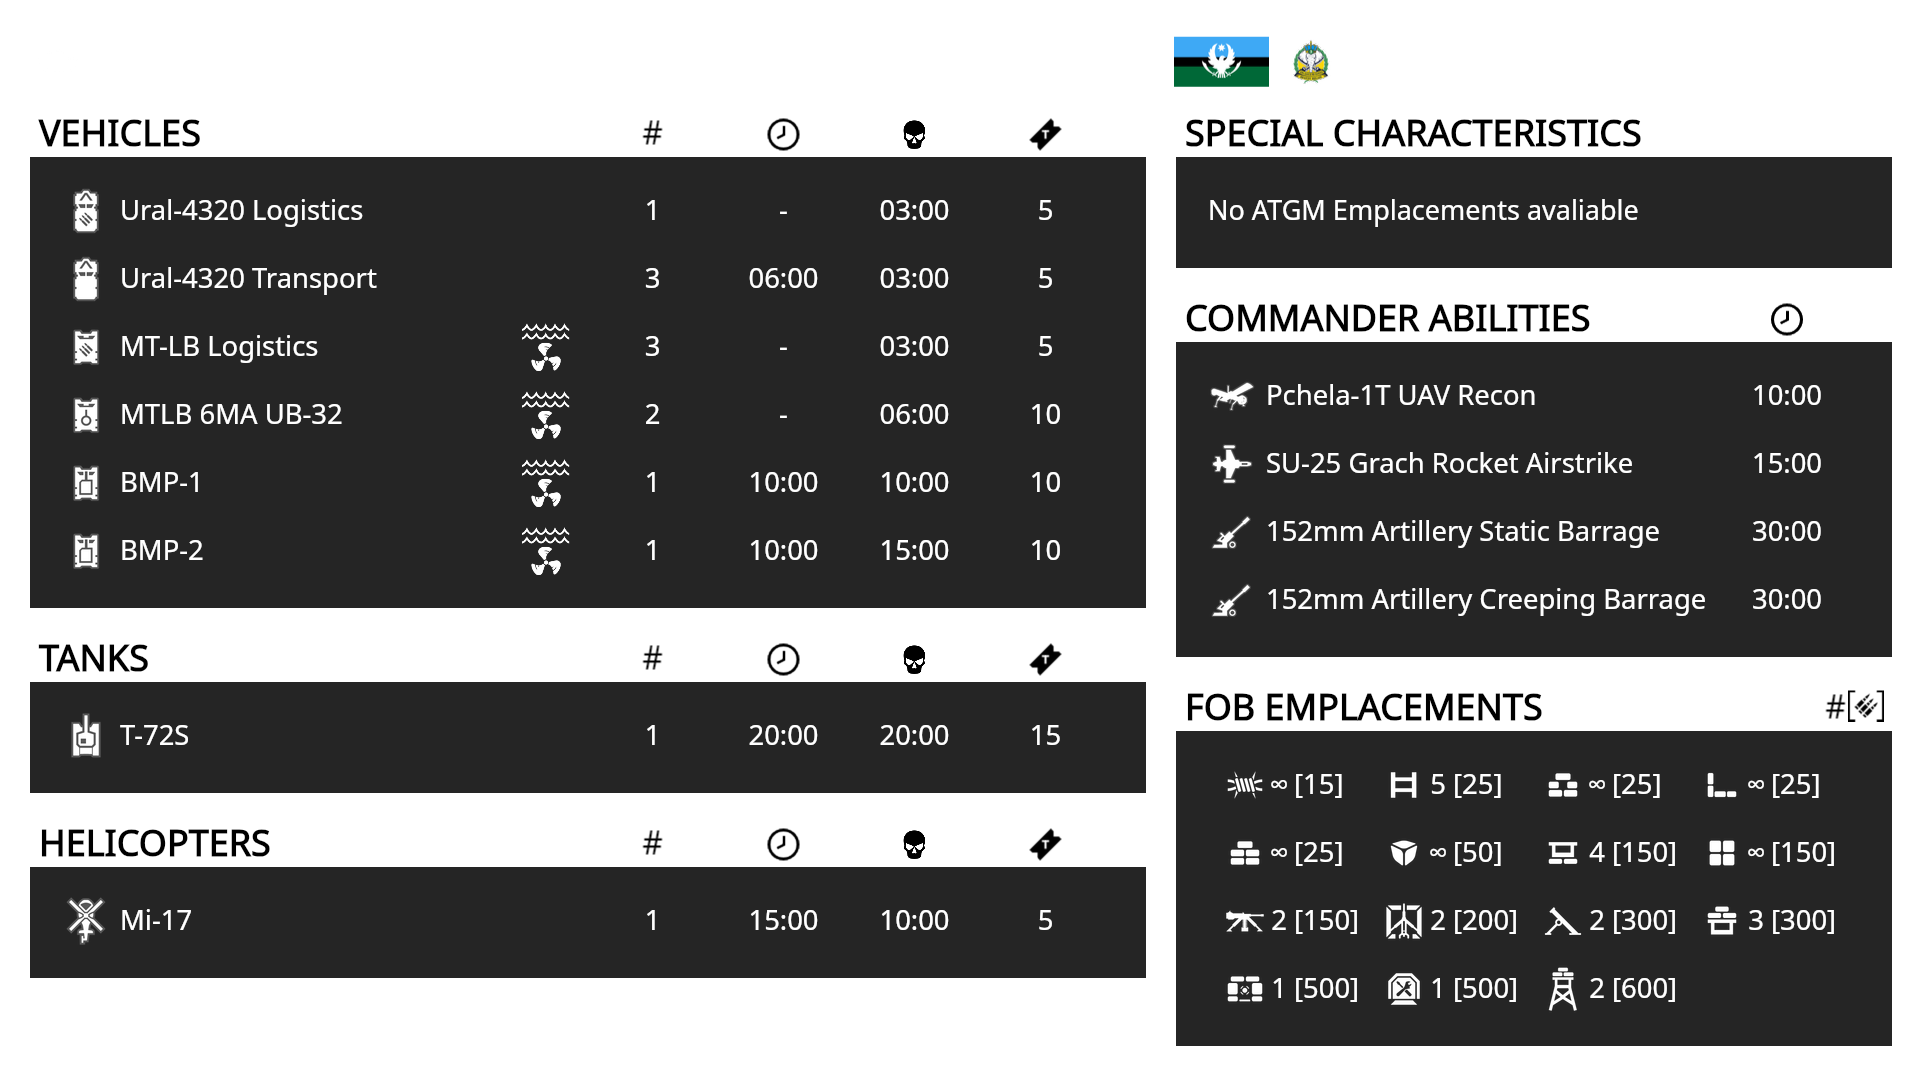 VEHICLES #
Ural-4320 Logistics 1 - 03:00 5
Ural-4320 Transport 3 06:00 03:00 5
MT-LB Logistics 3 - 03:00 5
MTLB 6MA UB-32 2 - 06:00 10
BMP-1 1 10:00 10:00 10
BMP-2 1 10:00 15:00 10
TANKS #
T-72S 1 20:00 20:00 15
HELICOPTERS #
Mi-17 1 15:00 10:00 5
SPECIAL CHARACTERISTICS
No ATGM Emplacements avaliable
COMMANDER ABILITIES
Pchela-1T UAV Recon 10:00
SU-25 Grach Rocket Airstrike 15:00
152mm Artillery Static Barrage 30:00
152mm Artillery Creeping Barrage 30:00
FOB EMPLACEMENTS #[]
∞ [15] 5 [25] ∞ [25] ∞ [25]
∞ [25] ∞ [50] 4 [150] ∞ [150]
2 [150] 2 [200] 2 [300] 3 [300]
1 [500] 1 [500] 2 [600]